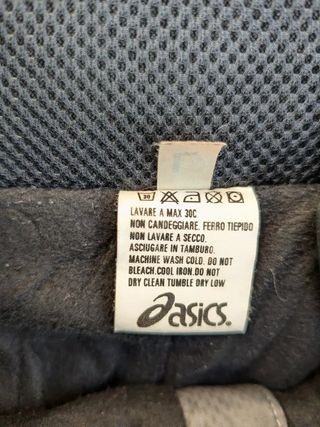 30
LAVARE A MAX 30C
NON CANDEGGIARE. FERRO TIEPIDO
NON LAVARE A SECCO.
ASCIUGARE IN TAMBURO.
MACHINE WASH COLD. DO NOT
BLEACH.COOL IRON.DO NOT
DRY CLEAN TUMBLE DRY LOW
asics.